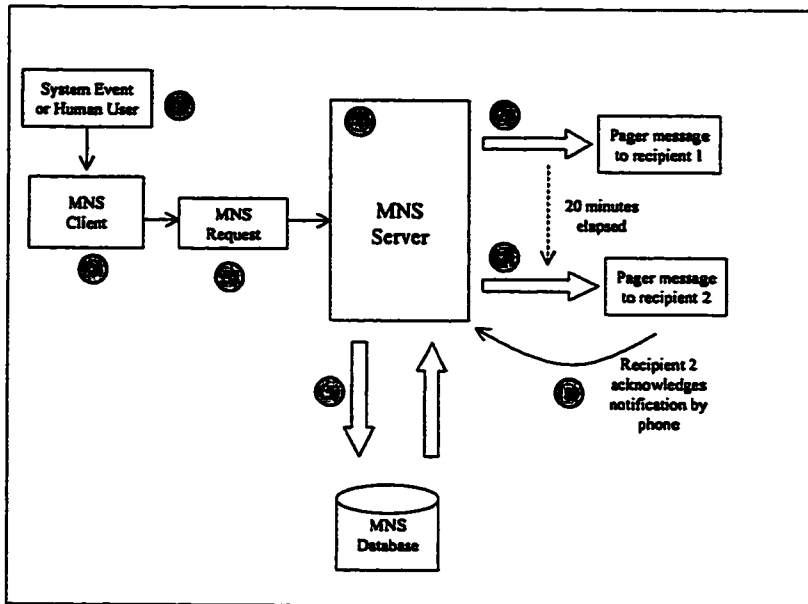 System Event
or Human User
MNS
Client
MNS
Request
MNS
Server
Pager message
to recipient 1
20 minutes
elapsed
Pager message
to recipient 2
Recipient 2
acknowledges
notification by
phone
MNS
Database